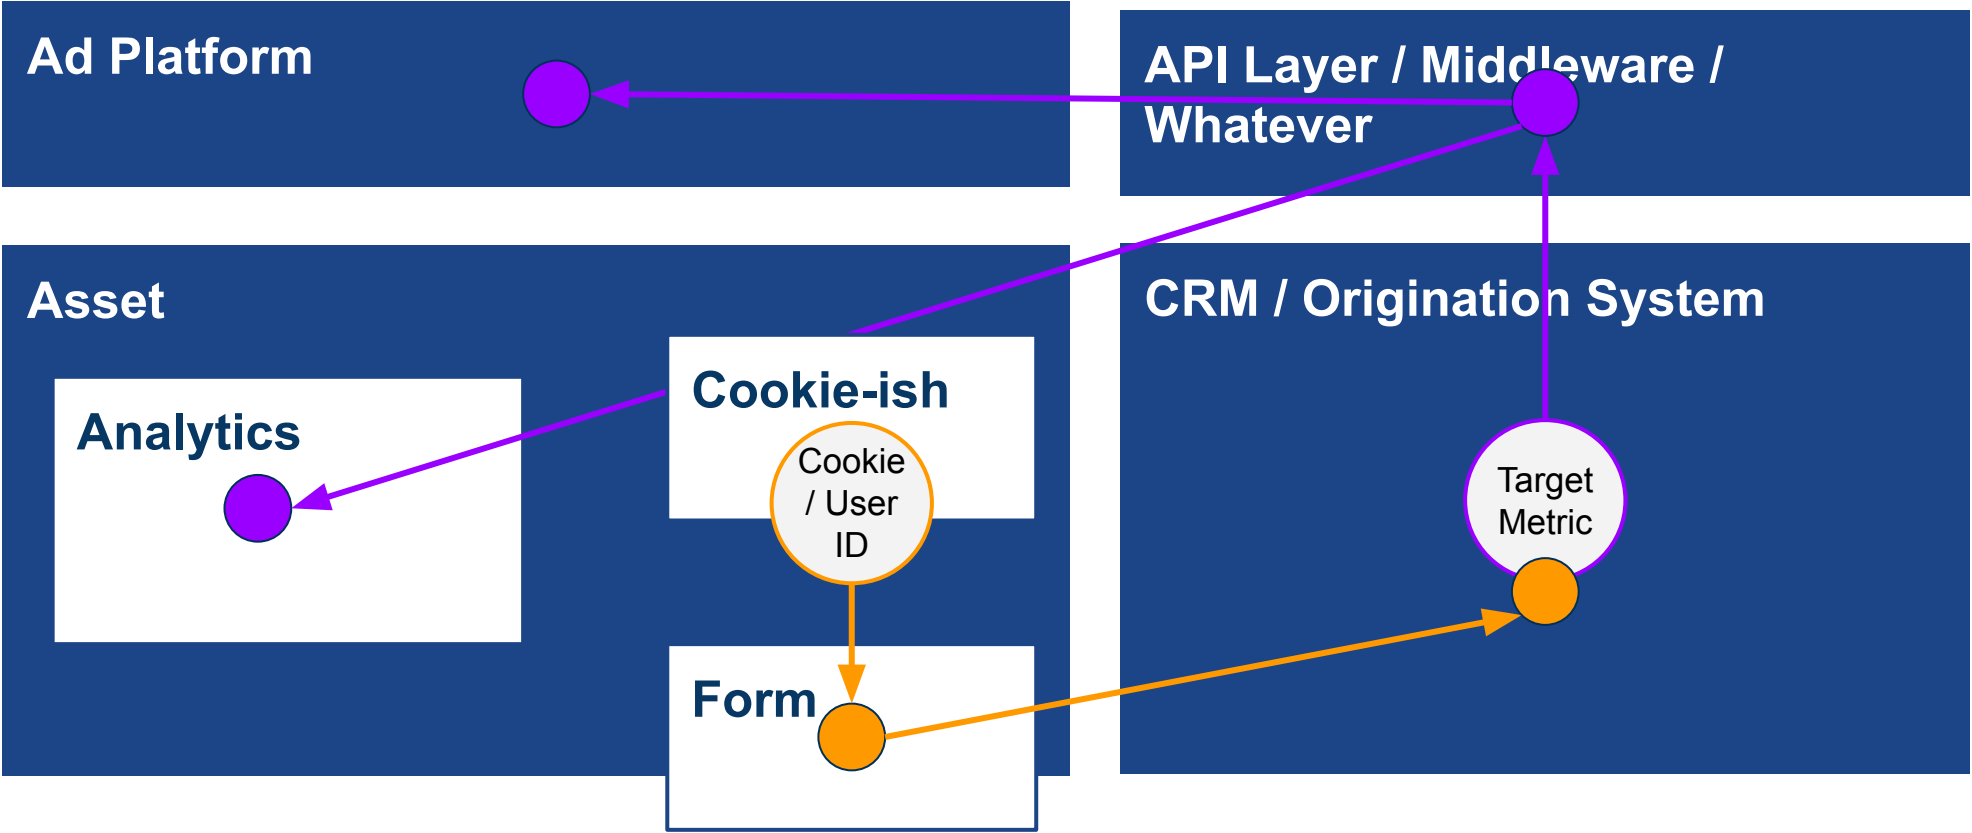 Ad Platform
API Layer / Middleware /
Whatever
Asset
CRM / Origination System
Cookie-ish
Analytics
Cookie
/ User
ID
Target
Metric
Form